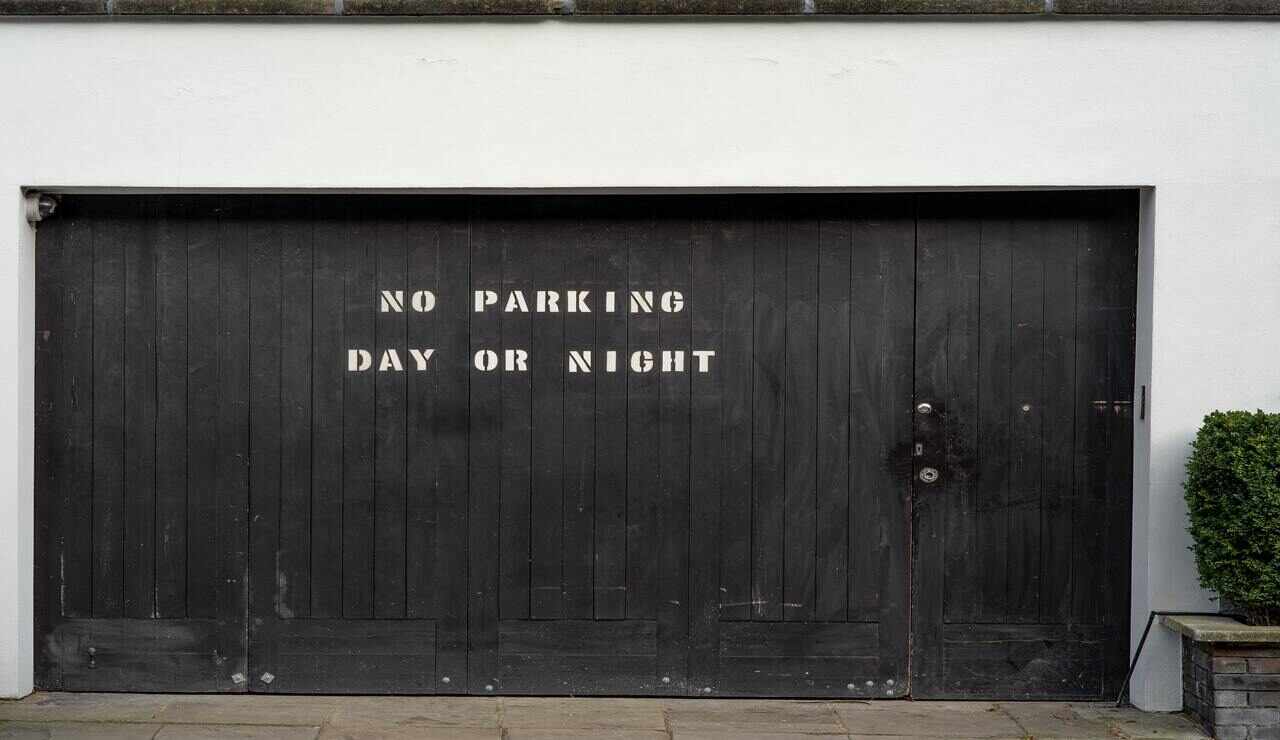 NO PARKING
DAY OR NIGHT